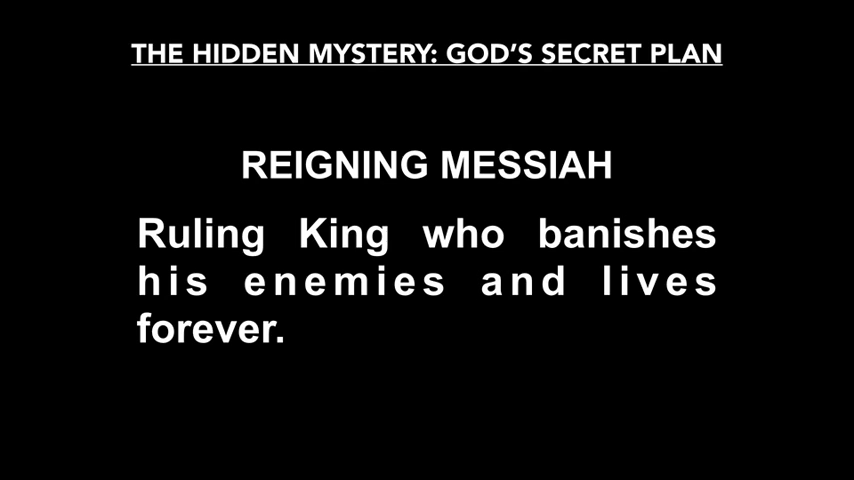 THE HIDDEN MYSTERY: GOD’S SECRET PLAN
REIGNING MESSIAH
Ruling King who banishes
his enemies and lives
forever.